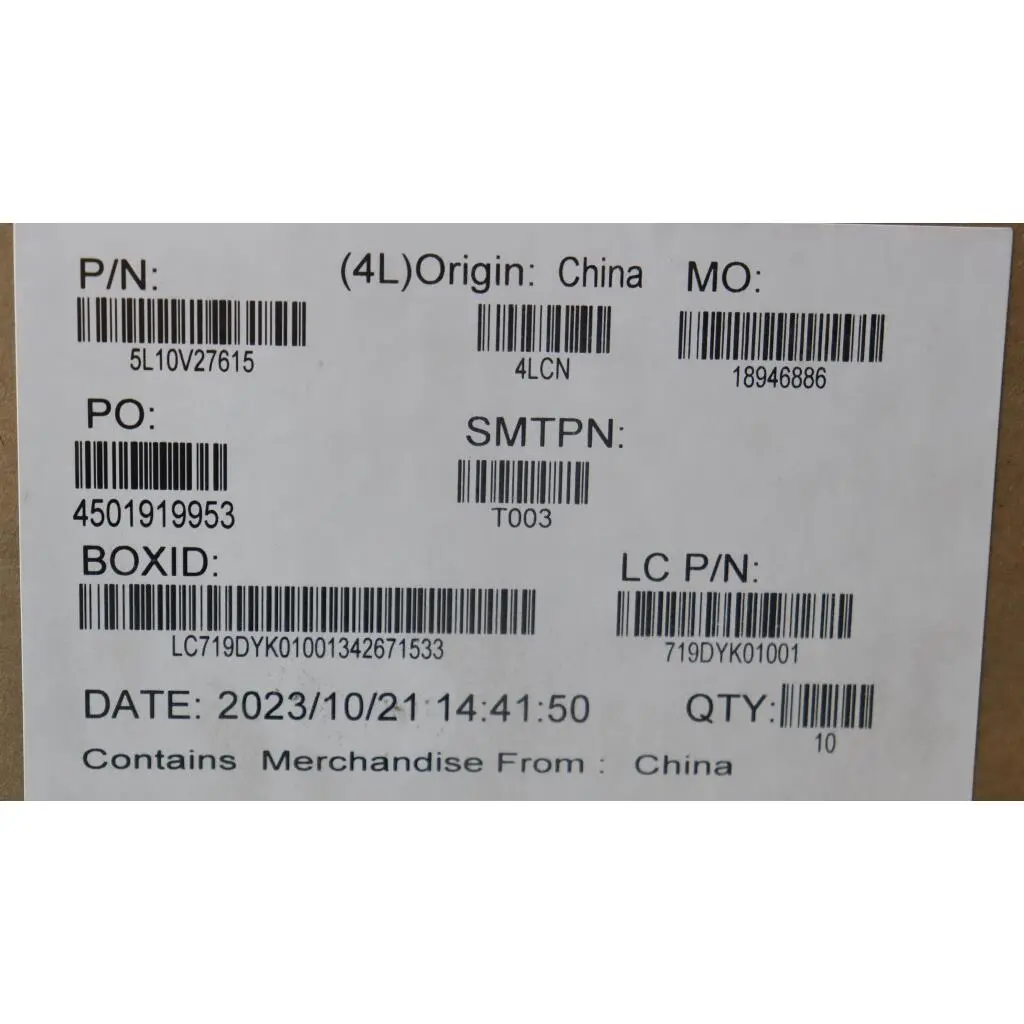 P/N: (4L)Origin: China MO:
5L10V27615 4LCN 18946886
PO: SMTPN:
4501919953 T003
BOXID: LC P/N:
LC719DYK01001342671533 719DYK01001
DATE: 2023/10/21 14:41:50 QTY:
10
Contains Merchandise From : China